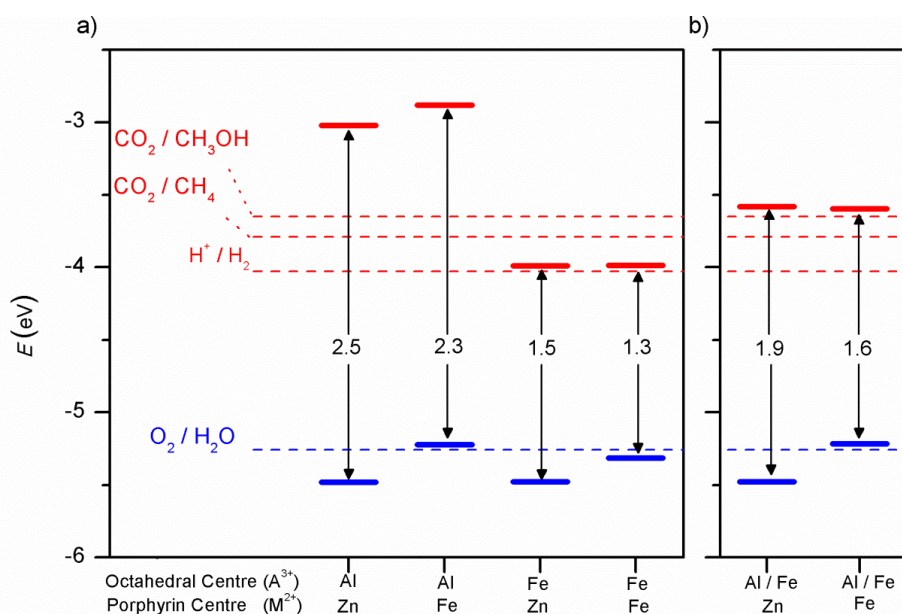 a)
b)
-3
CO₂ / CH₃OH
CO₂ / CH₄
H⁺ / H₂
-4
E (eV)
2.5
2.3
1.5
1.3
1.9
1.6
-5
O₂ / H₂O
-6
Octahedral Centre (A³⁺) Al Al Fe Fe Al / Fe Al / Fe
Porphyrin Centre (M²⁺) Zn Fe Zn Fe Zn Fe